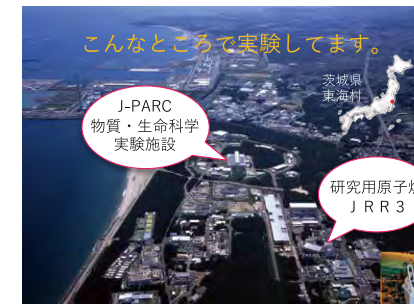 こんなところで実験してます。
茨城県
東海村
J-PARC
物質・生命科学
実験施設
研究用原子炉
ＪＲＲ３